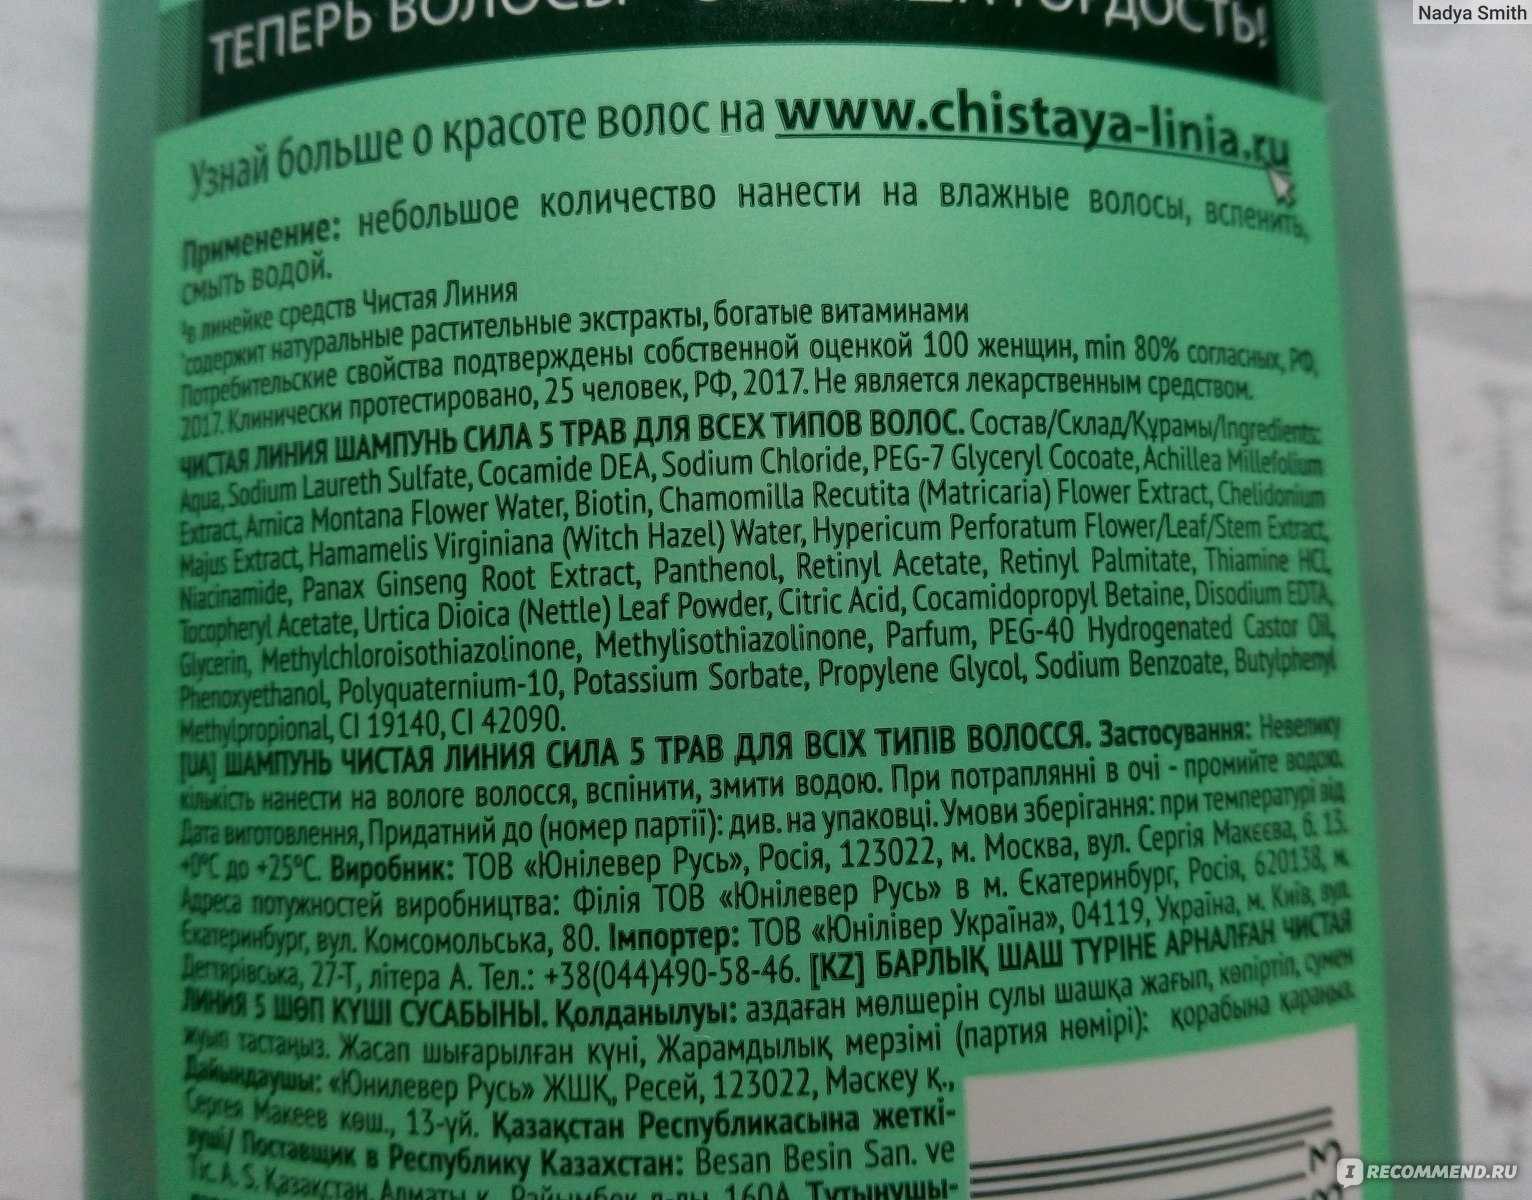 Nadya Smith
ТЕПЕРЬ ГОРДОСТЬ!
Узнай больше о красоте волос на www.chistaya-linia.ru
Применение: небольшое количество нанести на влажные волосы, вспенить,
смыть водой.
в линейке средств Чистая Линия
содержит натуральные растительные экстракты, богатые витаминами
Потребительские свойства подтверждены собственной оценкой 100 женщин, min 80% согласных, РФ,
2017. Клинически протестировано, 25 человек, РФ, 2017. Не является лекарственным средством.
ЧИСТАЯ ЛИНИЯ ШАМПУНЬ СИЛА 5 ТРАВ ДЛЯ ВСЕХ ТИПОВ ВОЛОС. Состав/Склад/Құрамы/Ingredients:
Aqua, Sodium Laureth Sulfate, Cocamide DEA, Sodium Chloride, PEG-7 Glyceryl Cocoate, Achillea Millefolium
Extract, Arnica Montana Flower Water, Biotin, Chamomilla Recutita (Matricaria) Flower Extract, Chelidonium
Majus Extract, Hamamelis Virginiana (Witch Hazel) Water, Hypericum Perforatum Flower/Leaf/Stem Extract,
Niacinamide, Panax Ginseng Root Extract, Panthenol, Retinyl Acetate, Retinyl Palmitate, Thiamine HCl,
Tocopheryl Acetate, Urtica Dioica (Nettle) Leaf Powder, Citric Acid, Cocamidopropyl Betaine, Disodium EDTA,
Glycerin, Methylchloroisothiazolinone, Methylisothiazolinone, Parfum, PEG-40 Hydrogenated Castor Oil,
Phenoxyethanol, Polyquaternium-10, Potassium Sorbate, Propylene Glycol, Sodium Benzoate, Butylphenyl
Methylpropional, CI 19140, CI 42090.
[UA] ШАМПУНЬ ЧИСТАЯ ЛИНИЯ СИЛА 5 ТРАВ ДЛЯ ВСІХ ТИПІВ ВОЛОССЯ. Застосування: Невелику
кількість нанести на вологе волосся, вспінити, змити водою. При потраплянні в очі - промийте водою.
Дата виготовлення, Придатний до (номер партії): див. на упаковці. Умови зберігання: при температурі від
+0°С до +25°С. Виробник: ТОВ «Юнілевер Русь», Росія, 123022, м. Москва, вул. Сергія Макєєва, б. 13.
Адреса потужностей виробництва: Філія ТОВ «Юнілевер Русь» в м. Єкатеринбург, Росія, 620138, м.
Єкатеринбург, вул. Комсомольська, 80. Імпортер: ТОВ «Юнілівер Україна», 04119, Україна, м. Київ, вул.
Дегтярівська, 27-Т, літера А. Тел.: +38(044)490-58-46. [KZ] БАРЛЫҚ ШАШ ТҮРІНЕ АРНАЛҒАН ЧИСТАЯ
ЛИНИЯ 5 ШӨП КҮШІ СУСАБЫНЫ. Қолданылуы: аздаған мөлшерін сулы шашқа жағып, көпіртіп, сумен
жуып тастаңыз. Жасап шығарылған күні, Жарамдылық мерзімі (партия нөмірі): қорабына қараңыз.
Дайындаушы: «Юнилевер Русь» ЖШҚ, Ресей, 123022, Мәскеу қ.,
Сергея Макеев көш., 13-үй. Қазақстан Республикасына жеткі-
зуші/ Поставщик в Республику Казахстан: Besan Besin San. ve
Tic. A. S. Қазақстан, Алматы қ., Райымбек 160А Тұтынушы-
IRECOMMEND.RU